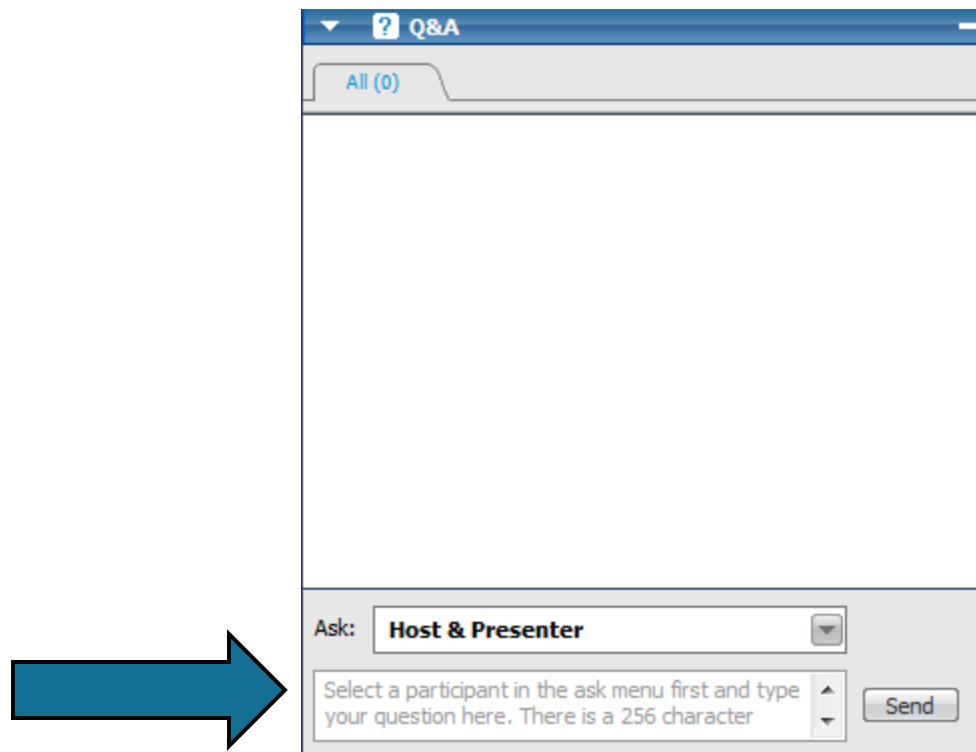 ? Q&A
All (0)
Ask: Host & Presenter
Select a participant in the ask menu first and type
your question here. There is a 256 character
Send